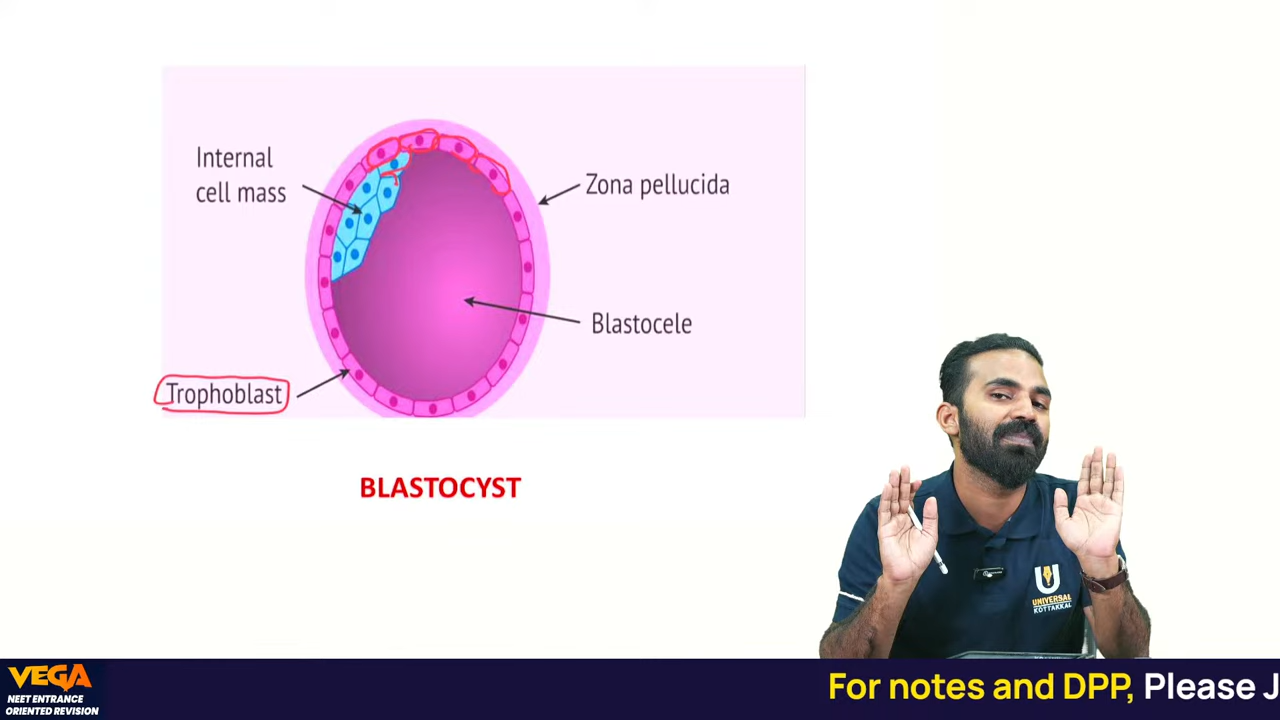 Internal
cell mass
Zona pellucida
Blastocele
Trophoblast
BLASTOCYST
U
UNIVERSAL
KOTTAKKAL
VEGA
NEET ENTRANCE
ORIENTED REVISION
For notes and DPP, Please J